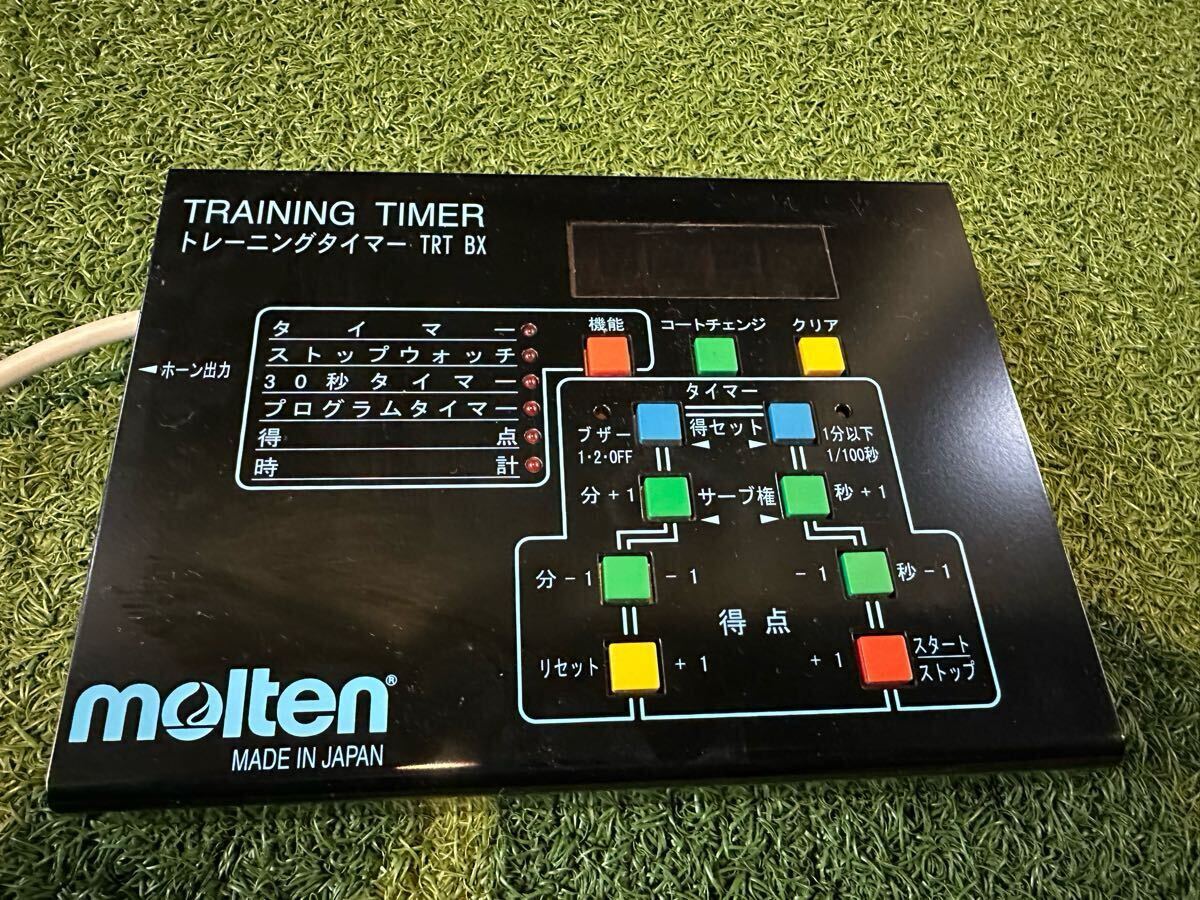 TRAINING TIMER
トレーニングタイマー TRT BX
◄ホーン出力
タイマー
ストップウォッチ
30秒タイマー
プログラムタイマー
得点
時計
機能
コートチェンジ
クリア
タイマー
ブザー
1・2・OFF
得セット
◄ ►
1分以下
1/100秒
分+1
サーブ権
◄ ►
秒+1
分-1
-1
-1
秒-1
得点
リセット
+1
+1
スタート
ストップ
molten®
MADE IN JAPAN